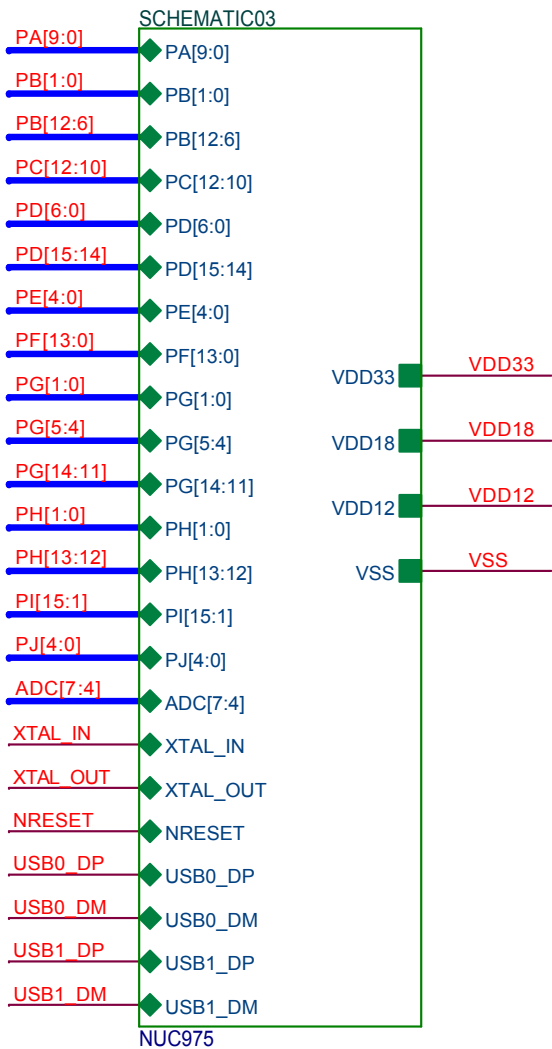 SCHEMATIC03
PA[9:0] PA[9:0]
PB[1:0] PB[1:0]
PB[12:6] PB[12:6]
PC[12:10] PC[12:10]
PD[6:0] PD[6:0]
PD[15:14] PD[15:14]
PE[4:0] PE[4:0]
PF[13:0] PF[13:0]
VDD33 VDD33
PG[1:0] PG[1:0]
PG[5:4] PG[5:4]
VDD18 VDD18
PG[14:11] PG[14:11]
VDD12 VDD12
PH[1:0] PH[1:0]
PH[13:12] PH[13:12]
VSS VSS
PI[15:1] PI[15:1]
PJ[4:0] PJ[4:0]
ADC[7:4] ADC[7:4]
XTAL_IN XTAL_IN
XTAL_OUT XTAL_OUT
NRESET NRESET
USB0_DP USB0_DP
USB0_DM USB0_DM
USB1_DP USB1_DP
USB1_DM USB1_DM
NUC975